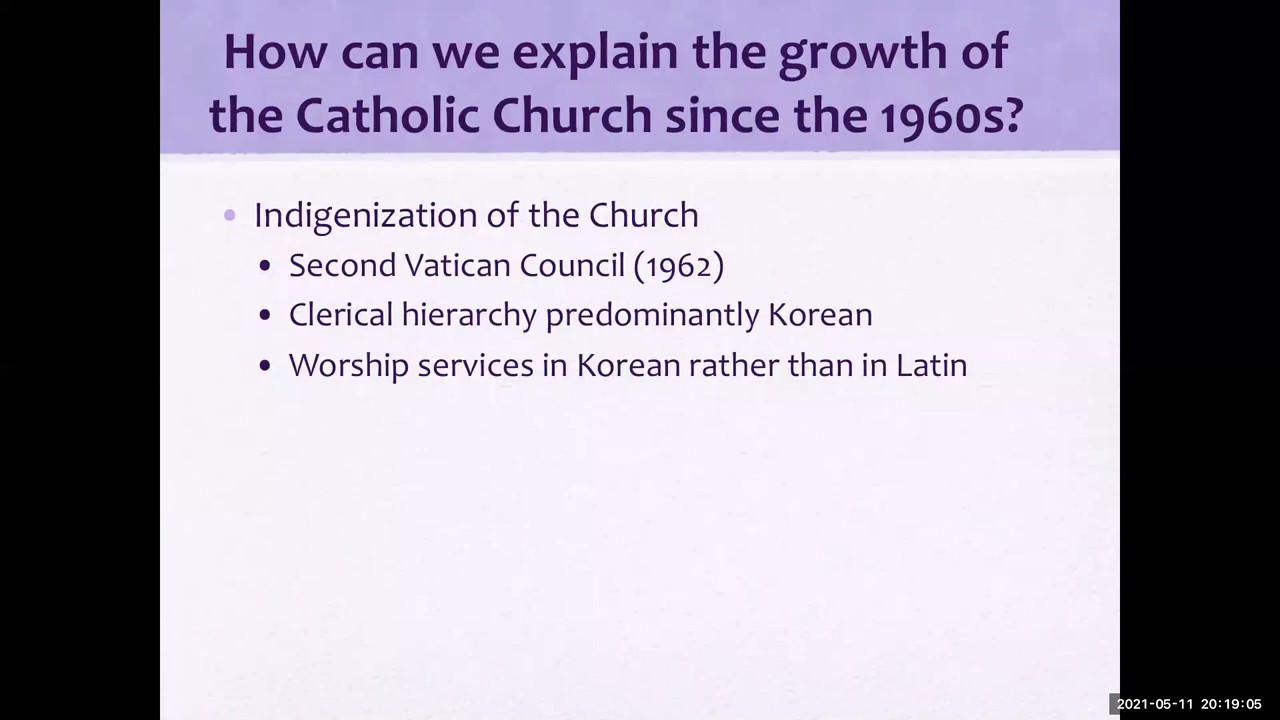 How can we explain the growth of
the Catholic Church since the 1960s?
• Indigenization of the Church
• Second Vatican Council (1962)
• Clerical hierarchy predominantly Korean
• Worship services in Korean rather than in Latin
2021-05-11 20:19:05